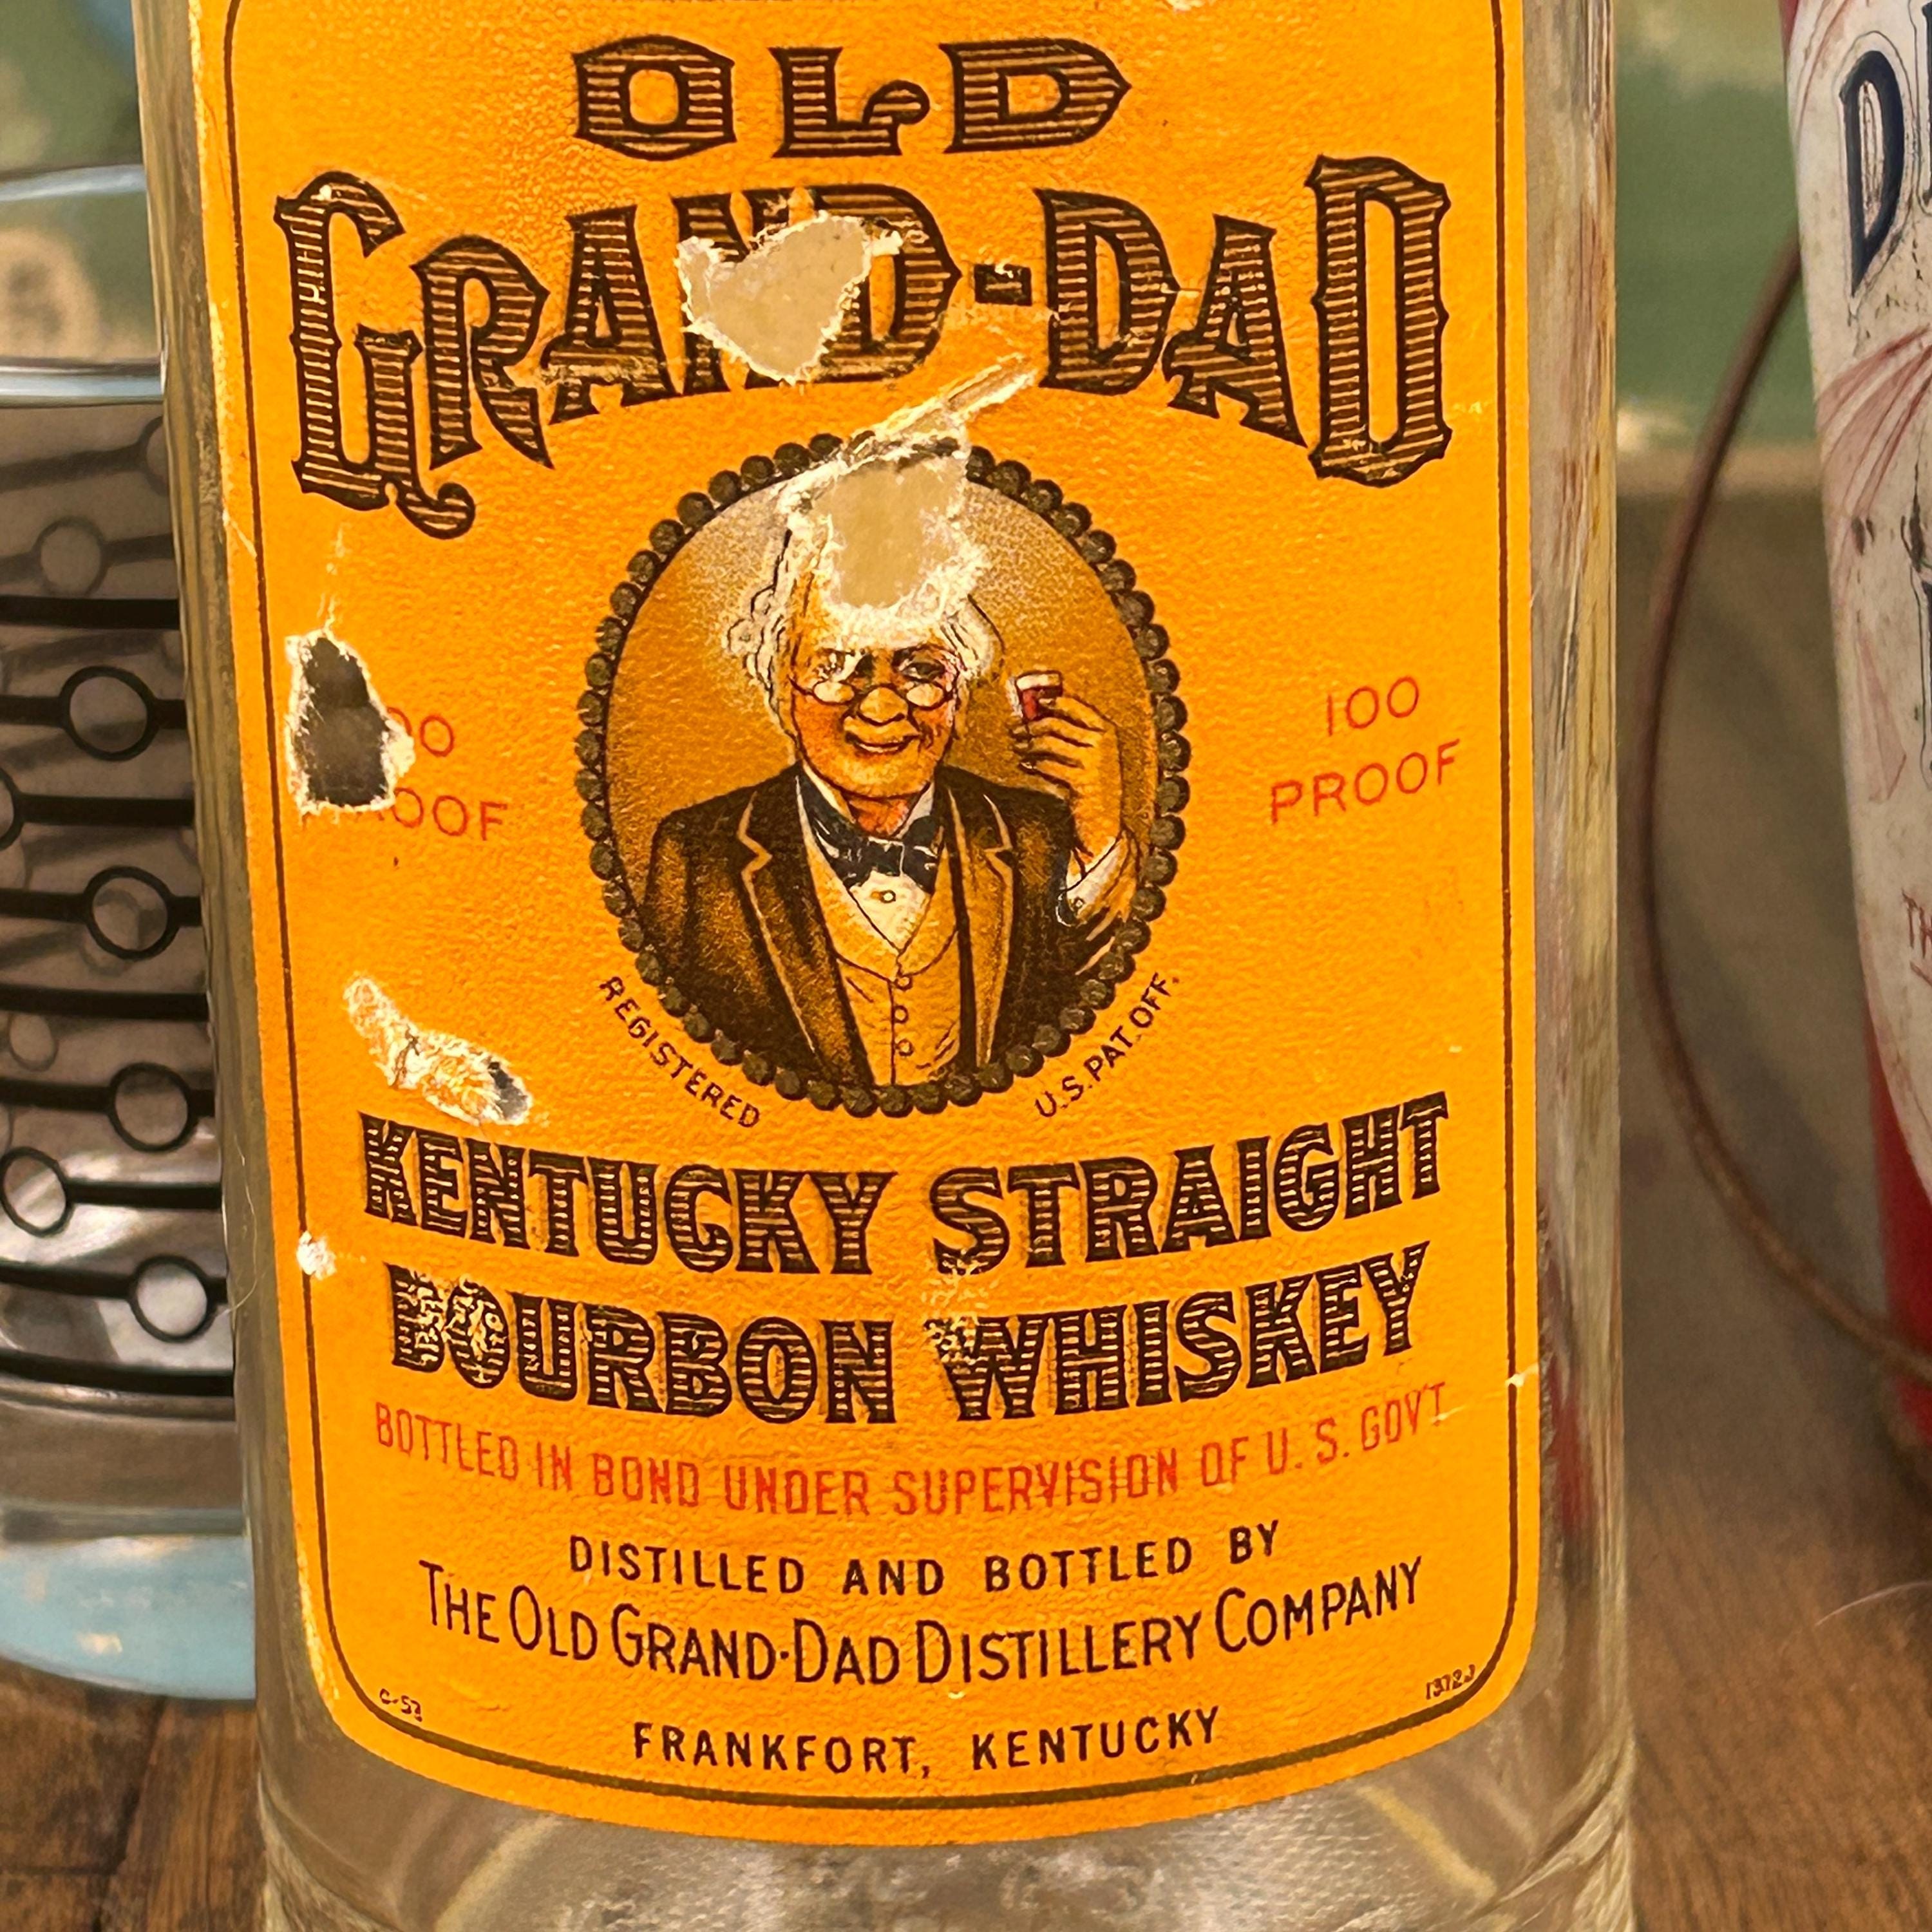 OLD
GRAND-DAD
100
PROOF
REGISTERED
U.S.PAT.OFF.
KENTUCKY STRAIGHT
BOURBON WHISKEY
BOTTLED IN BOND UNDER SUPERVISION OF U. S. GOV'T
DISTILLED AND BOTTLED BY
THE OLD GRAND-DAD DISTILLERY COMPANY
FRANKFORT, KENTUCKY